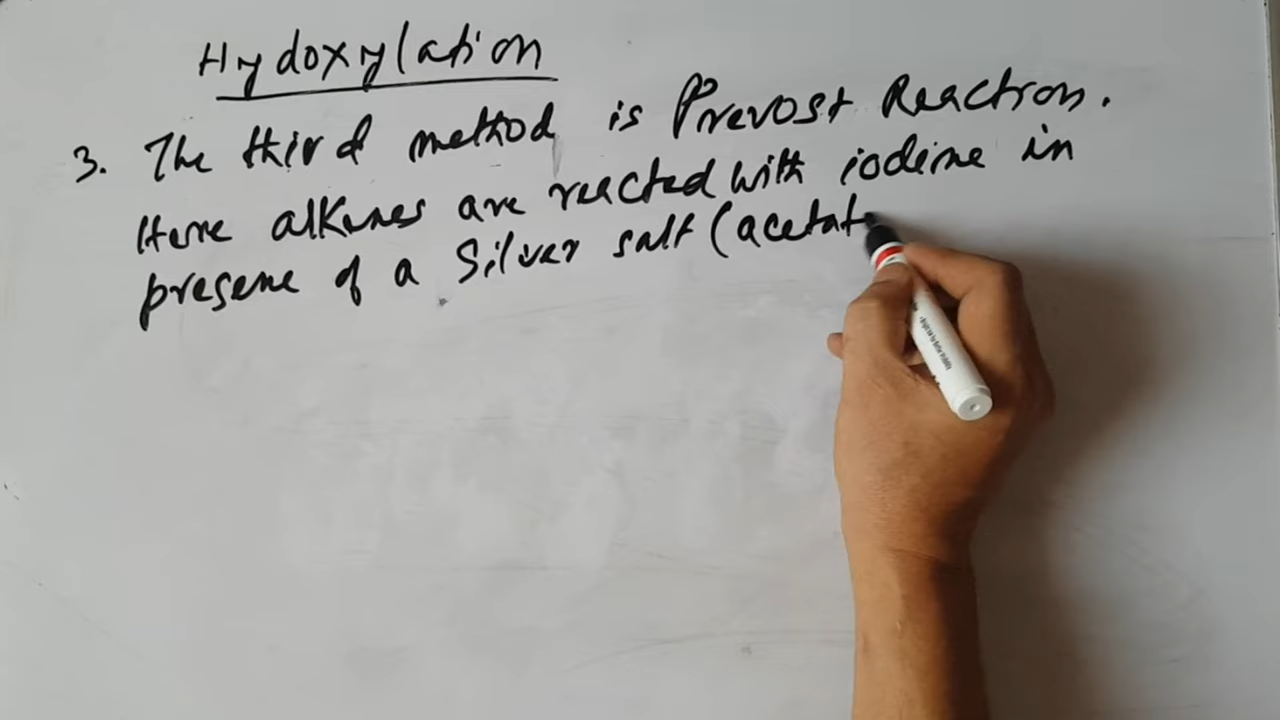 Hydoxylation
3. The third method is Prevost Reaction.
Here alkenes are reacted with iodine in
presene of a Silver salt (acetat